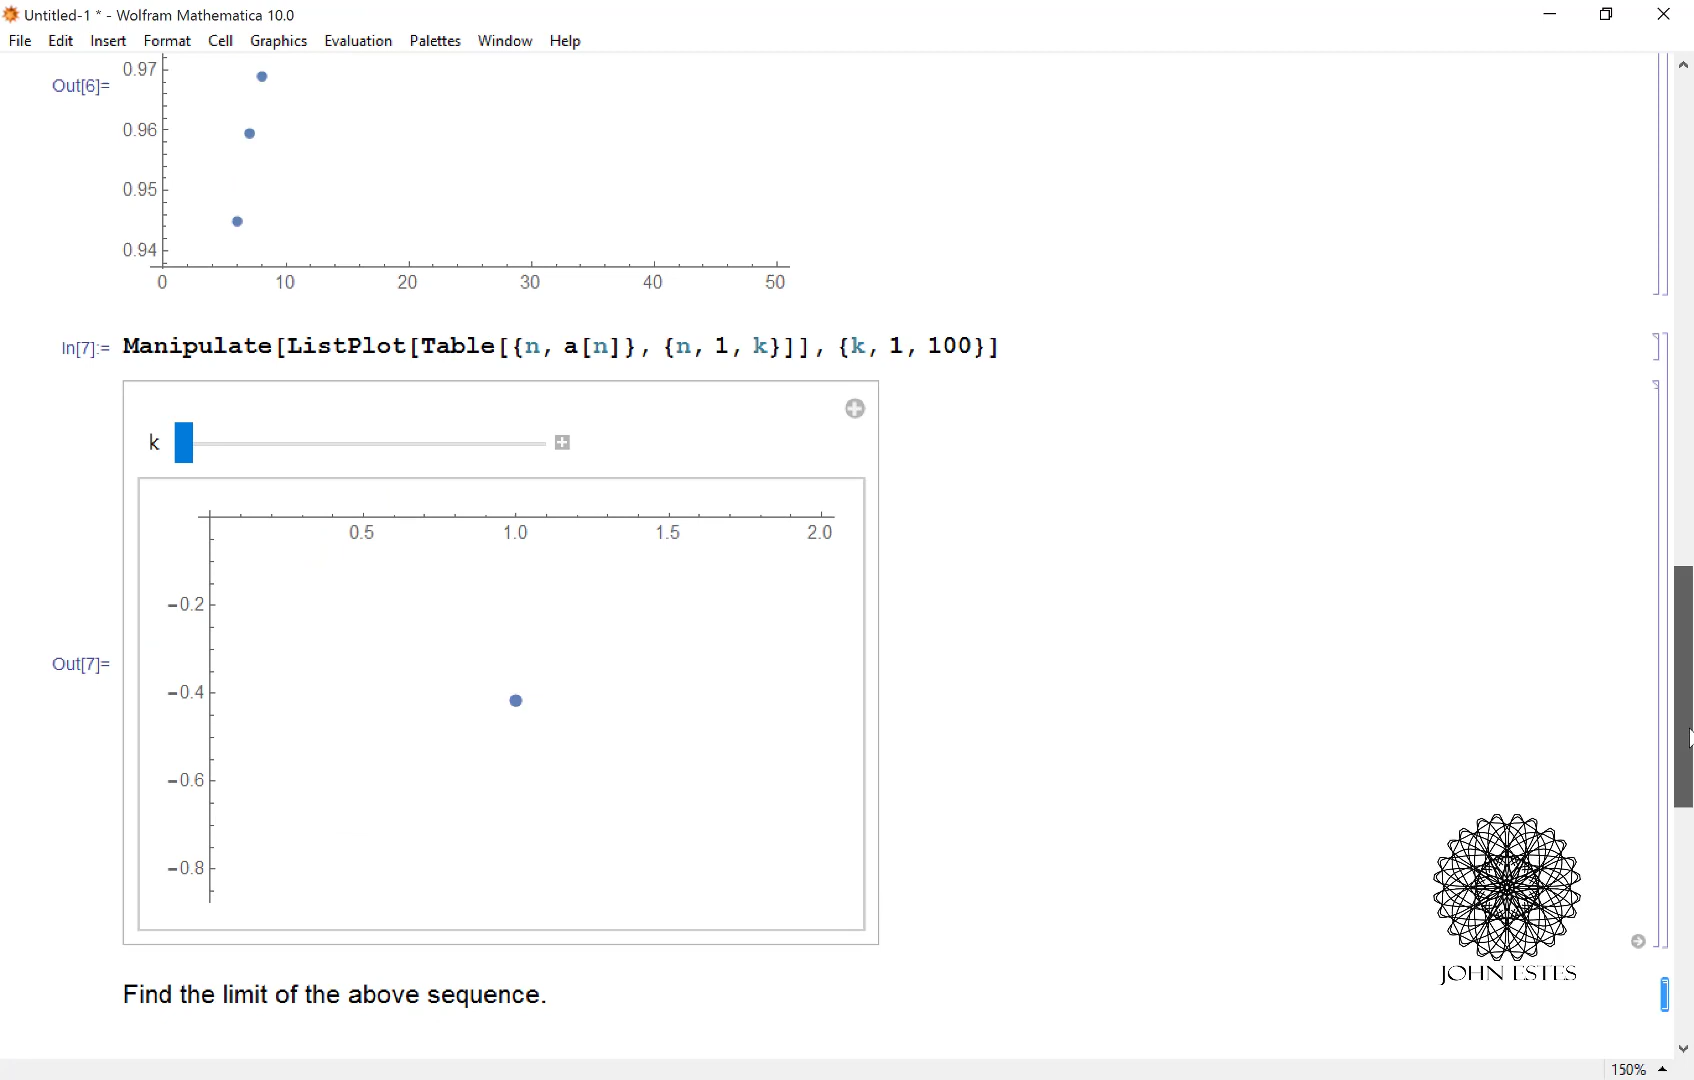 Untitled-1 * - Wolfram Mathematica 10.0
File Edit Insert Format Cell Graphics Evaluation Palettes Window Help
0.97
Out[6]=
0.96
0.95
0.94
0 10 20 30 40 50
In[7]:= Manipulate[ListPlot[Table[{n, a[n]}, {n, 1, k}]], {k, 1, 100}]
k
0.5 1.0 1.5 2.0
-0.2
Out[7]=
-0.4
-0.6
-0.8
JOHN ESTES
Find the limit of the above sequence.
150%